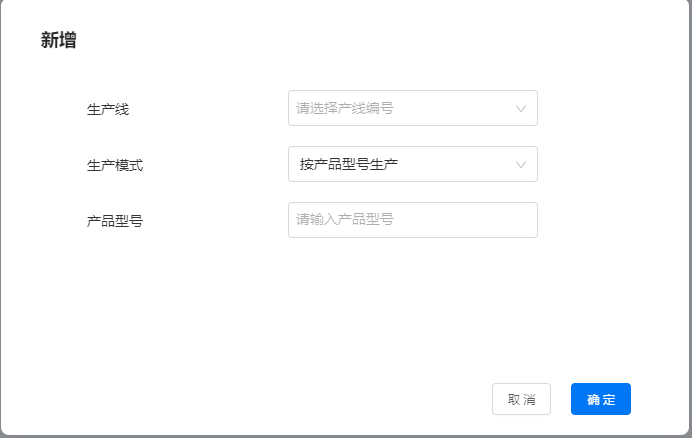 新增
生产线
请选择产线编号
生产模式
按产品型号生产
产品型号
请输入产品型号
取 消
确 定